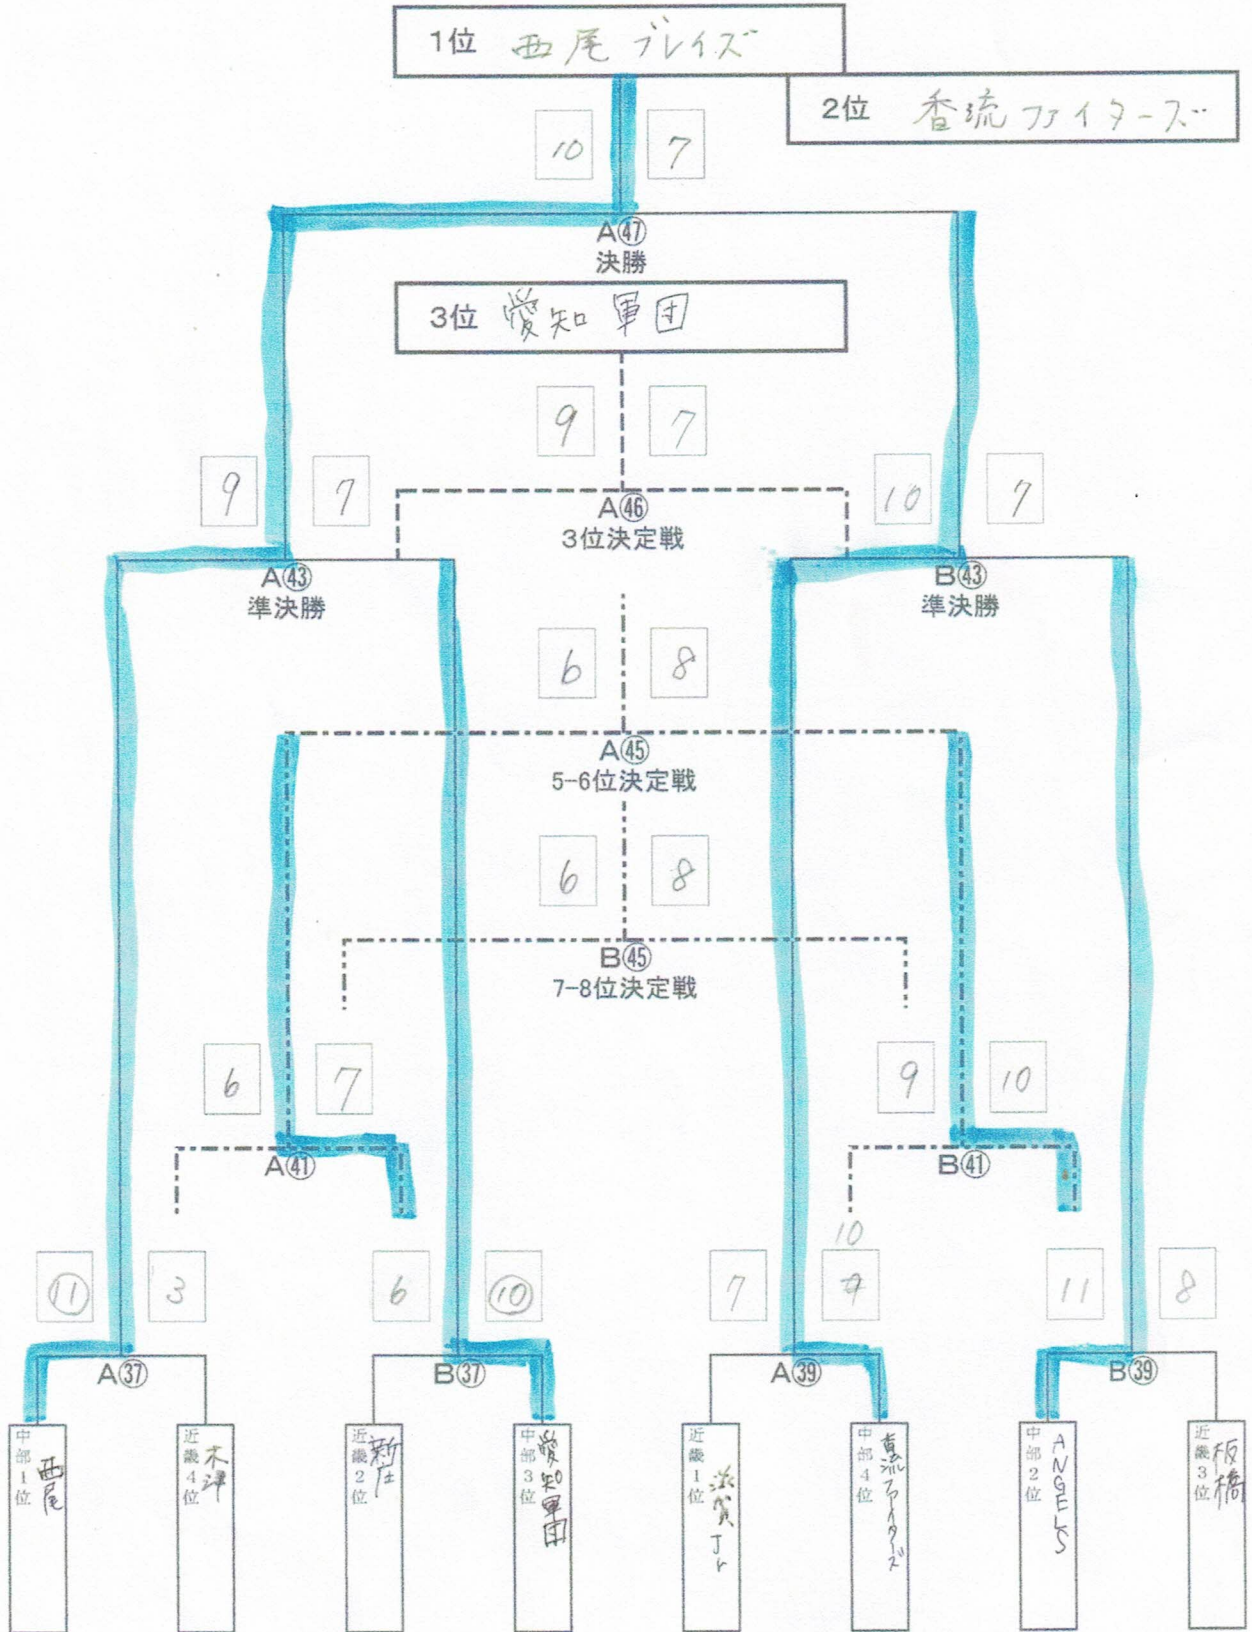 1位 西尾 ブレイズ
2位 香流ファイターズ
10 7
A㊼
決勝
3位 愛知軍団
9 7
9 7
10 7
A㊻
3位決定戦
A㊸
準決勝
B㊸
準決勝
6 8
A㊺
5-6位決定戦
6 8
B㊺
7-8位決定戦
6 7
9 10
A㊶
B㊶
10
⑪ 3
6 ⑩
7
11 8
A㊲
B㊲
A㊴
B㊴
中部1位 西尾
近畿4位 木津
近畿2位 新庄
中部3位 愛知軍団
近畿1位 滋賀Jr
中部4位 香流ファイターズ
中部2位 ANGELS
近畿3位 板橋